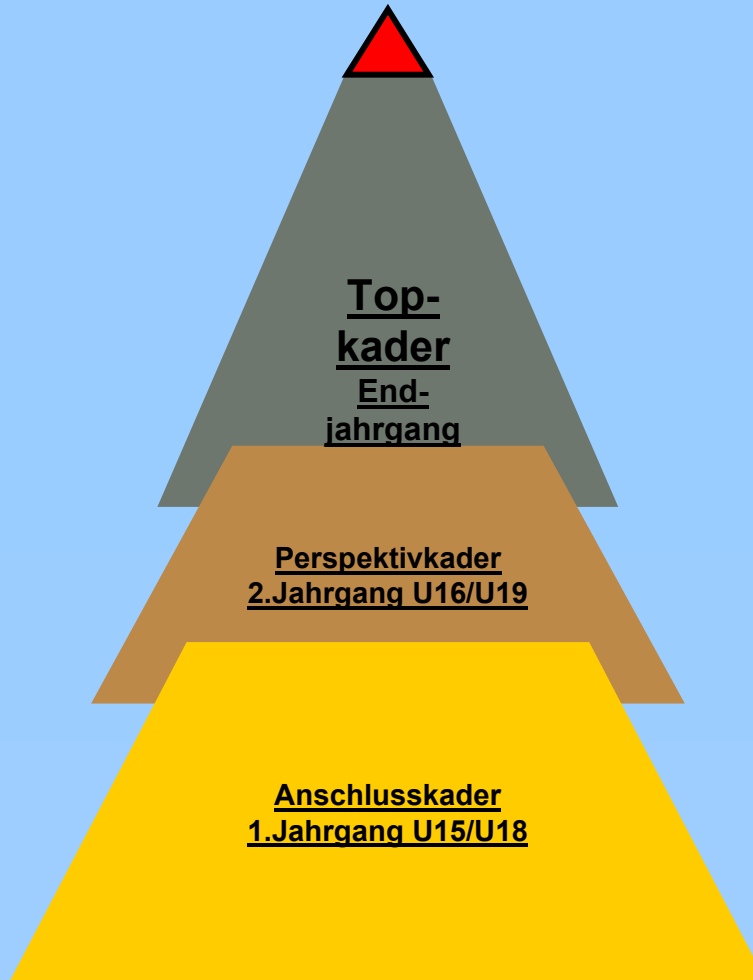 Top-
kader
End-
jahrgang
Perspektivkader
2.Jahrgang U16/U19
Anschlusskader
1.Jahrgang U15/U18